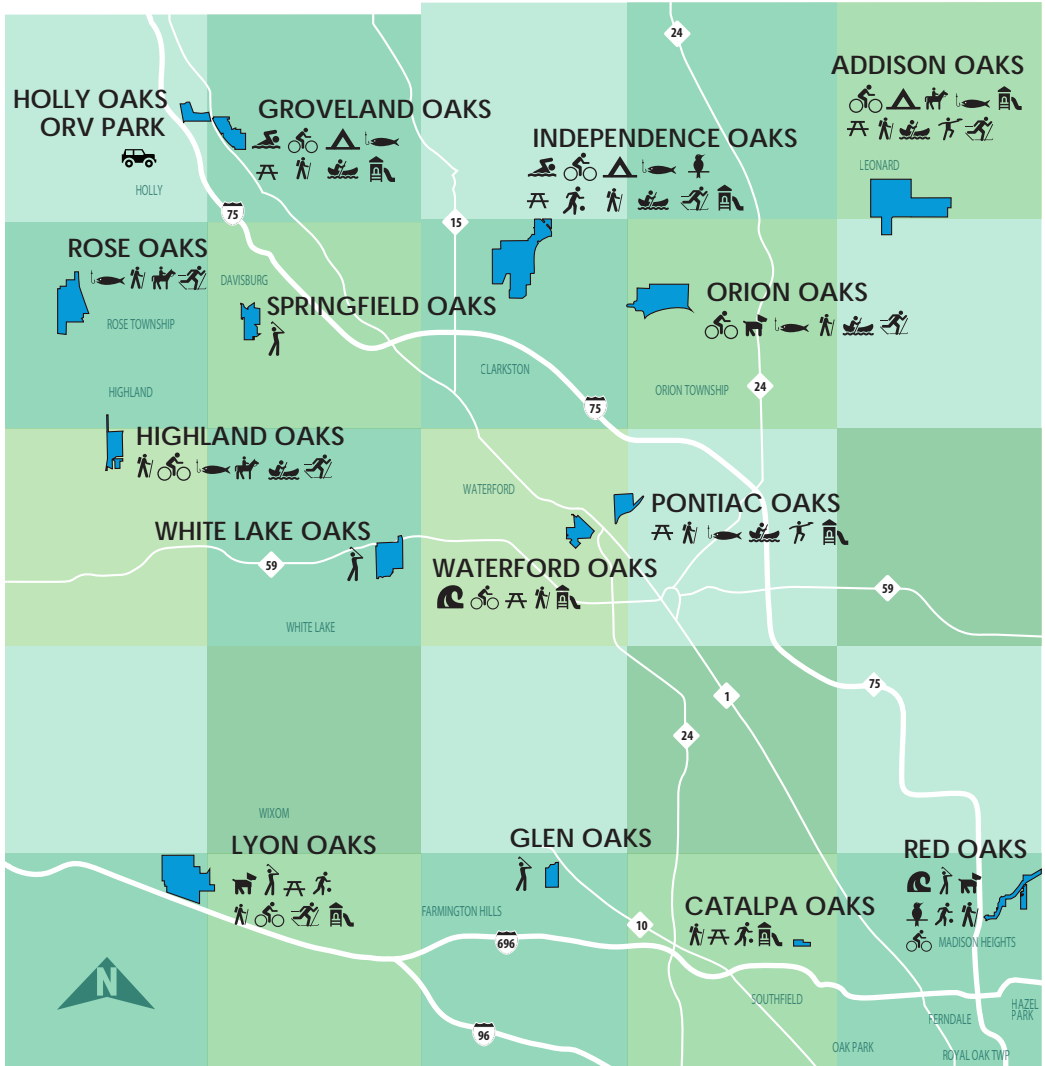 24
ADDISON OAKS
HOLLY OAKS
ORV PARK
GROVELAND OAKS
INDEPENDENCE OAKS
LEONARD
HOLLY
75
15
ROSE OAKS
DAVISBURG
SPRINGFIELD OAKS
ORION OAKS
ROSE TOWNSHIP
CLARKSTON
HIGHLAND
ORION TOWNSHIP
24
75
HIGHLAND OAKS
WATERFORD
PONTIAC OAKS
WHITE LAKE OAKS
59
WATERFORD OAKS
59
WHITE LAKE
75
1
24
WIXOM
LYON OAKS
GLEN OAKS
RED OAKS
FARMINGTON HILLS
CATALPA OAKS
10
696
MADISON HEIGHTS
N
SOUTHFIELD
HAZEL
PARK
FERNDALE
96
OAK PARK
ROYAL OAK TWP